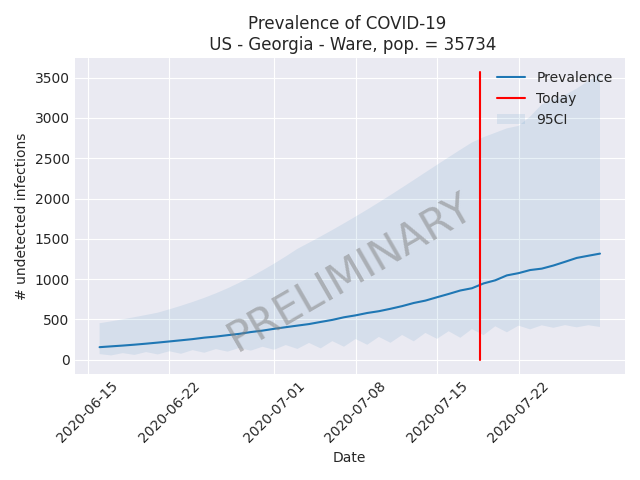 Prevalence of COVID-19
US - Georgia - Ware, pop. = 35734
Prevalence
Today
95CI
3500
3000
2500
2000
1500
1000
500
0
# undetected infections
PRELIMINARY
2020-06-15
2020-06-22
2020-07-01
2020-07-08
2020-07-15
2020-07-22
Date